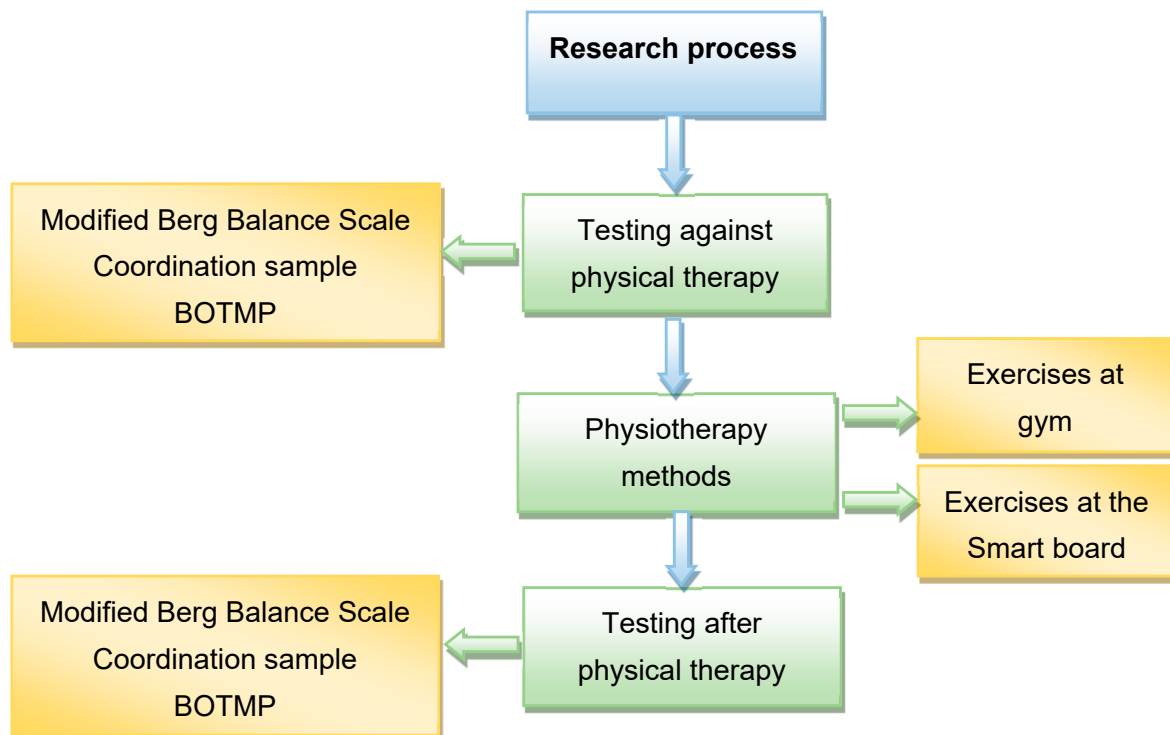 Research process
Modified Berg Balance Scale
Coordination sample
BOTMP
Testing against
physical therapy
Physiotherapy
methods
Exercises at
gym
Exercises at the
Smart board
Modified Berg Balance Scale
Coordination sample
BOTMP
Testing after
physical therapy